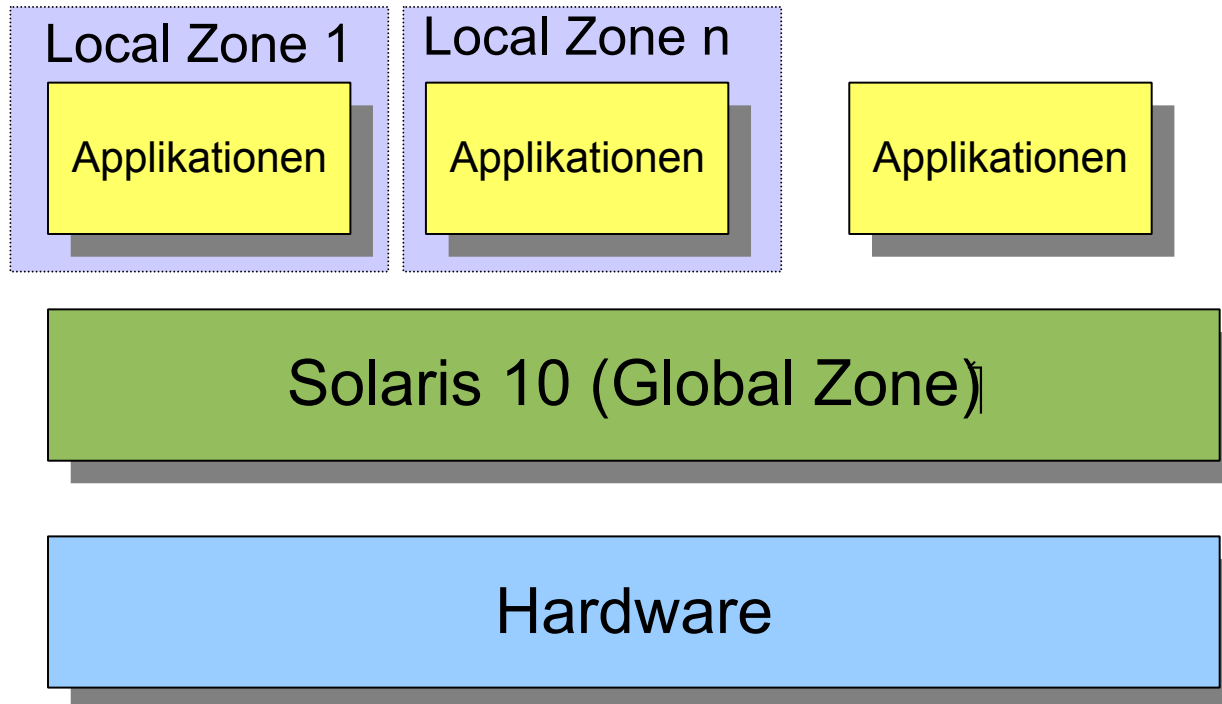 Local Zone 1
Local Zone n
Applikationen
Applikationen
Applikationen
Solaris 10 (Global Zone)
Hardware